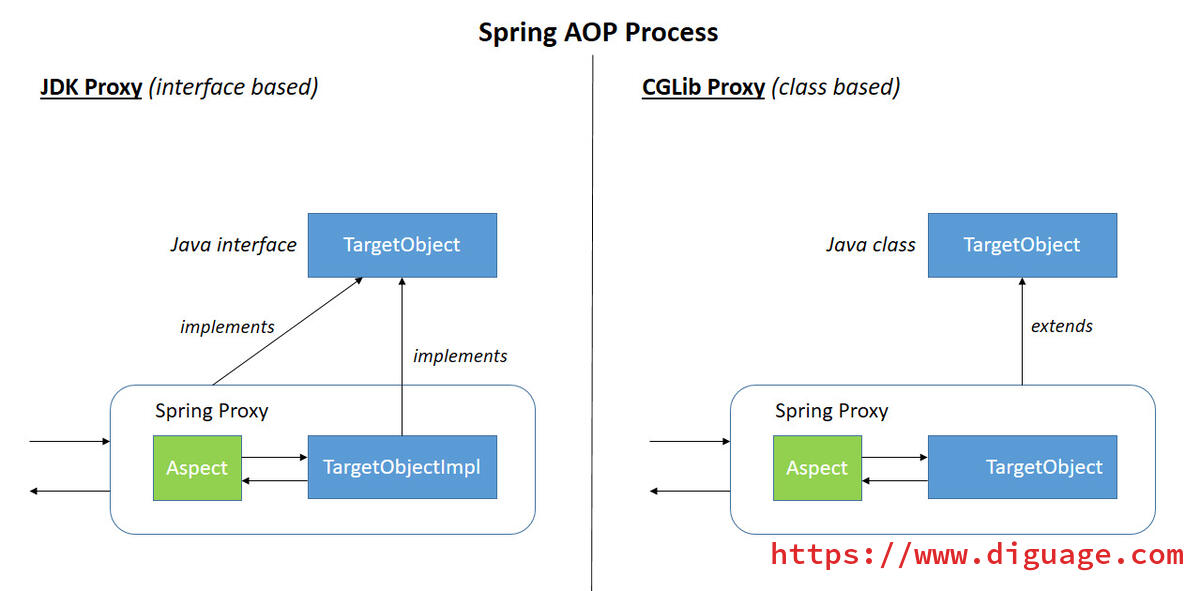 Spring AOP Process
JDK Proxy (interface based)
Java interface
TargetObject
implements
implements
Spring Proxy
Aspect
TargetObjectImpl
CGLib Proxy (class based)
Java class
TargetObject
extends
Spring Proxy
Aspect
TargetObject
https://www.diguage.com